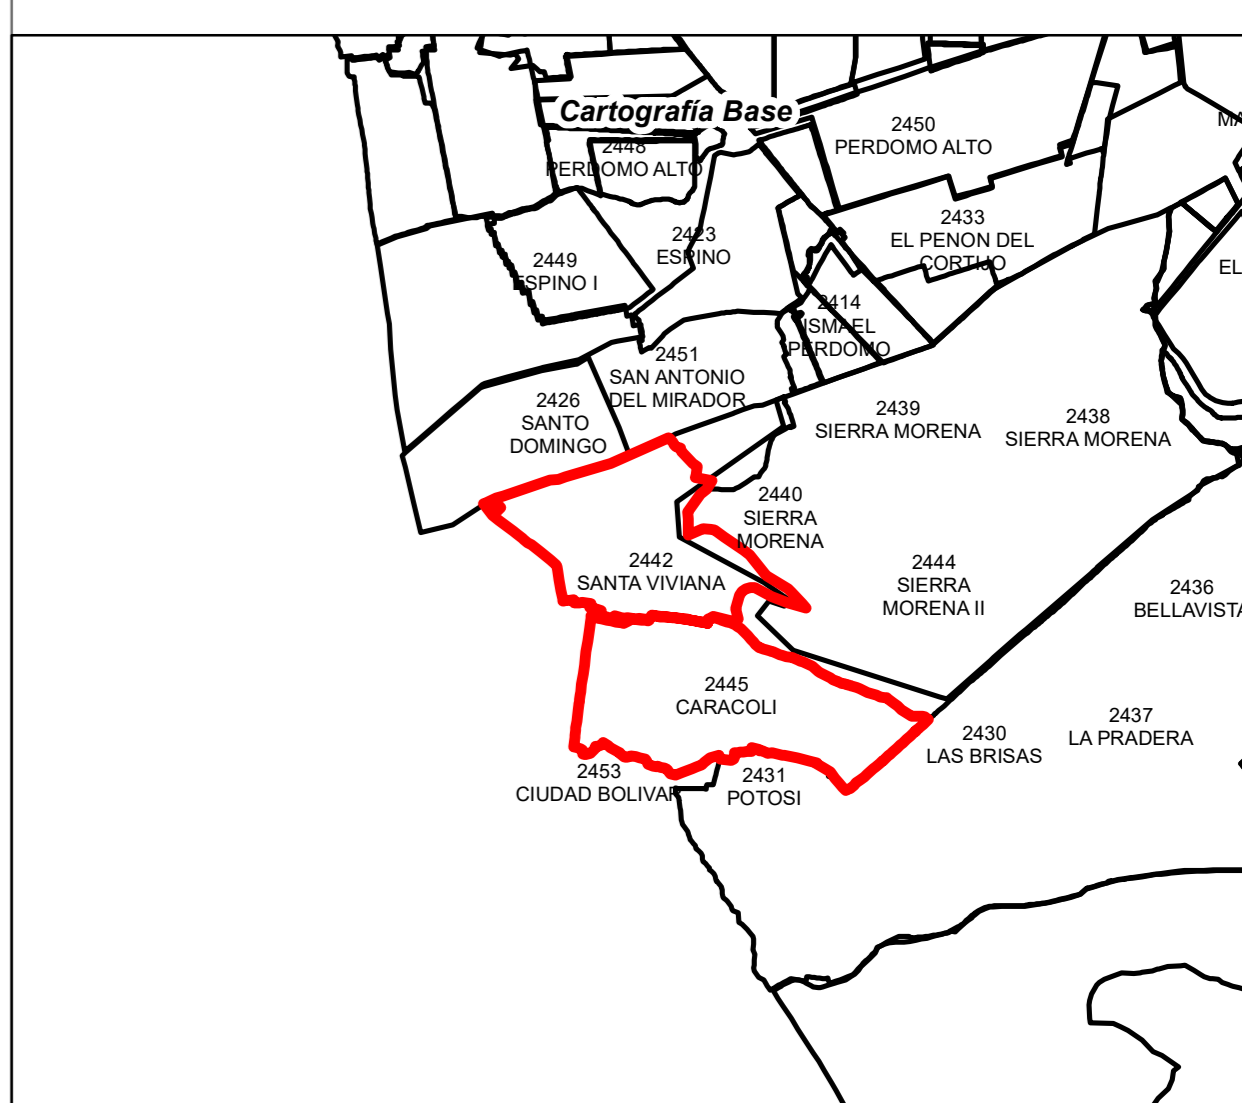 Cartografía Base
2450
PERDOMO ALTO
MA
2448
PERDOMO ALTO
2433
EL PENON DEL
CORTIJO
2423
ESPINO
2449
ESPINO I
EL
2414
ISMAEL
PERDOMO
2451
SAN ANTONIO
DEL MIRADOR
2426
SANTO
DOMINGO
2439
SIERRA MORENA
2438
SIERRA MORENA
2440
SIERRA
MORENA
2442
SANTA VIVIANA
2444
SIERRA
MORENA II
2436
BELLAVISTA
2445
CARACOLI
2437
LA PRADERA
2430
LAS BRISAS
2453
CIUDAD BOLIVAR
2431
POTOSI